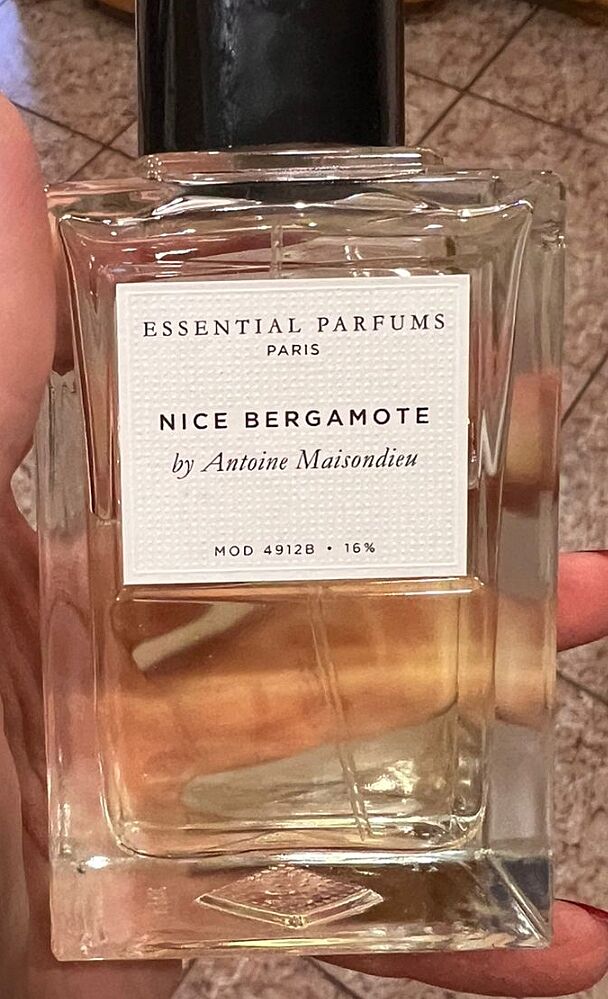 ESSENTIAL PARFUMS
PARIS
NICE BERGAMOTE
by Antoine Maisondieu
MOD 4912B • 16%